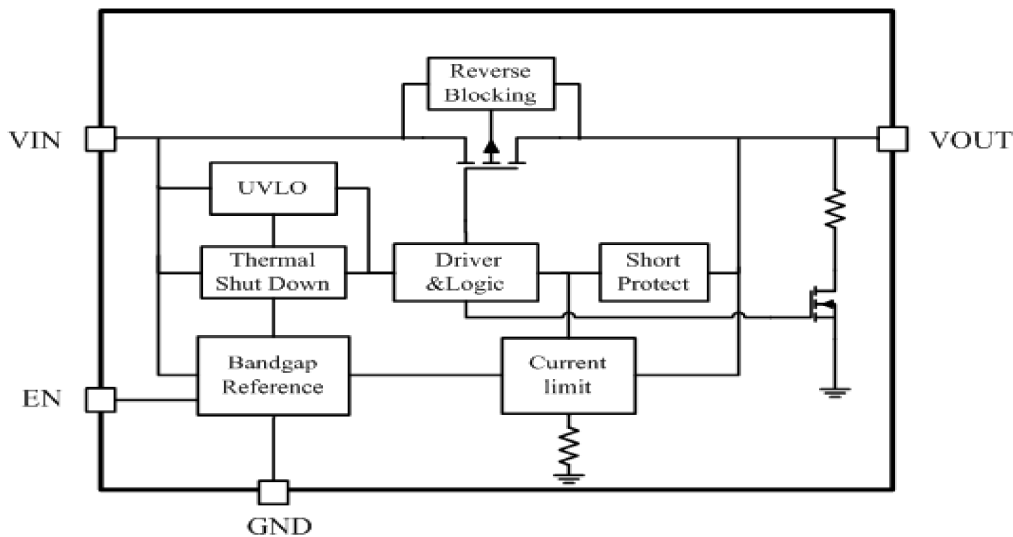 Reverse
Blocking
VIN
VOUT
UVLO
Thermal
Shut Down
Driver
&Logic
Short
Protect
Bandgap
Reference
Current
limit
EN
GND